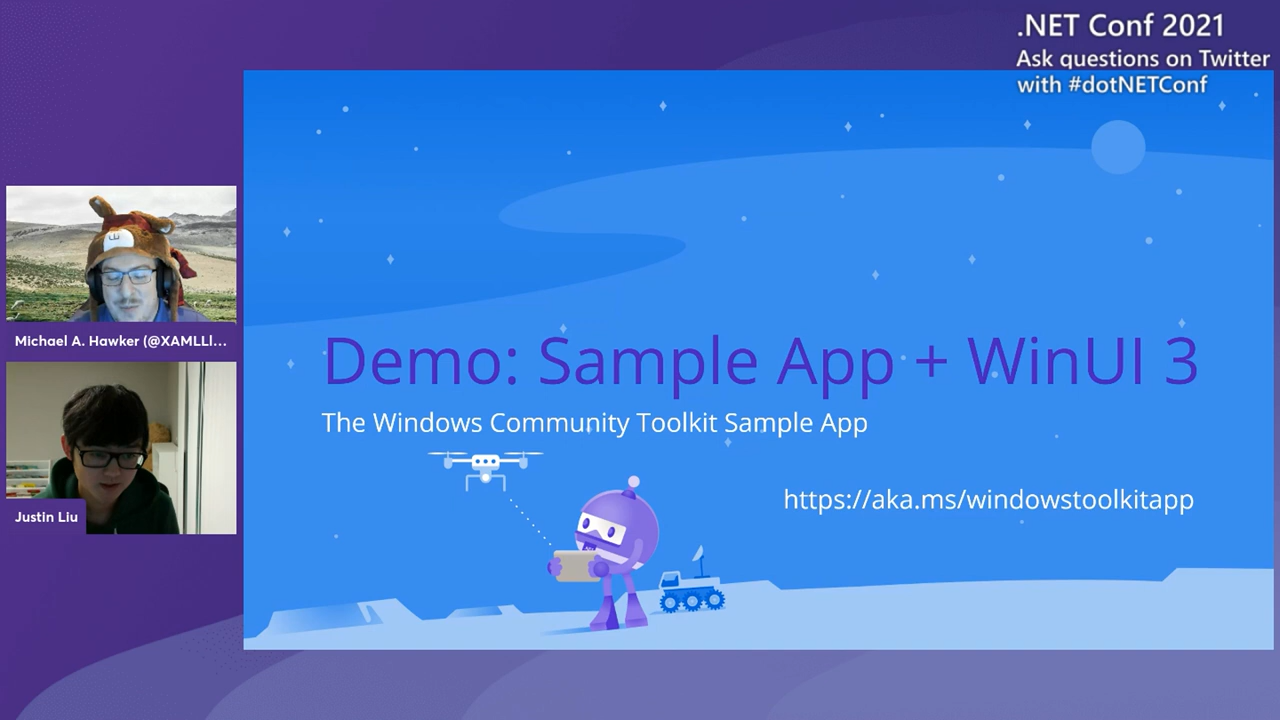 .NET Conf 2021
Ask questions on Twitter
with #dotNETConf
Michael A. Hawker (@XAMLLl...
Justin Liu
Demo: Sample App + WinUI 3
The Windows Community Toolkit Sample App
https://aka.ms/windowstoolkitapp